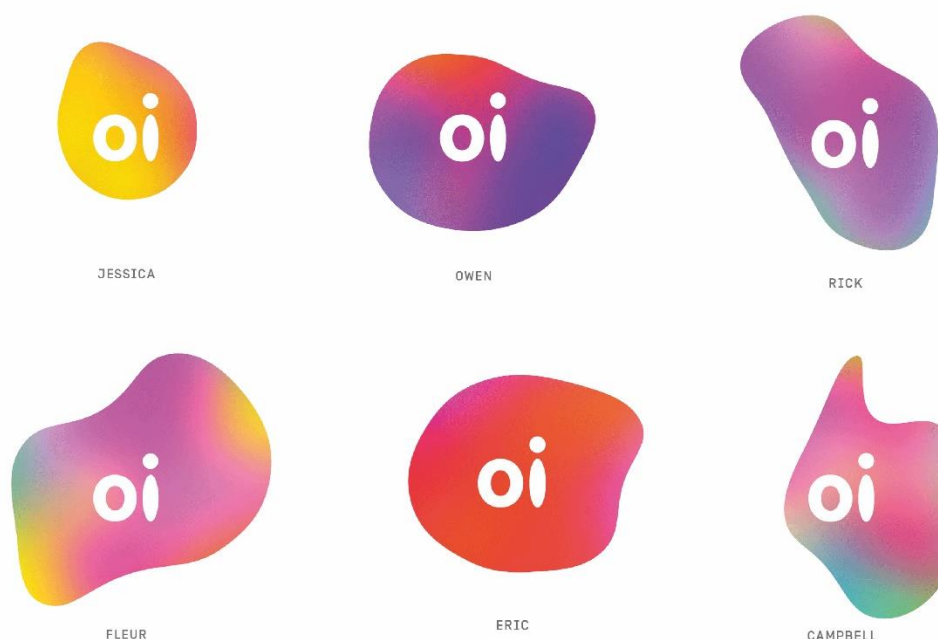 oi
oi
oi
JESSICA
OWEN
RICK
oi
oi
oi
FLEUR
ERIC
CAMPBELL